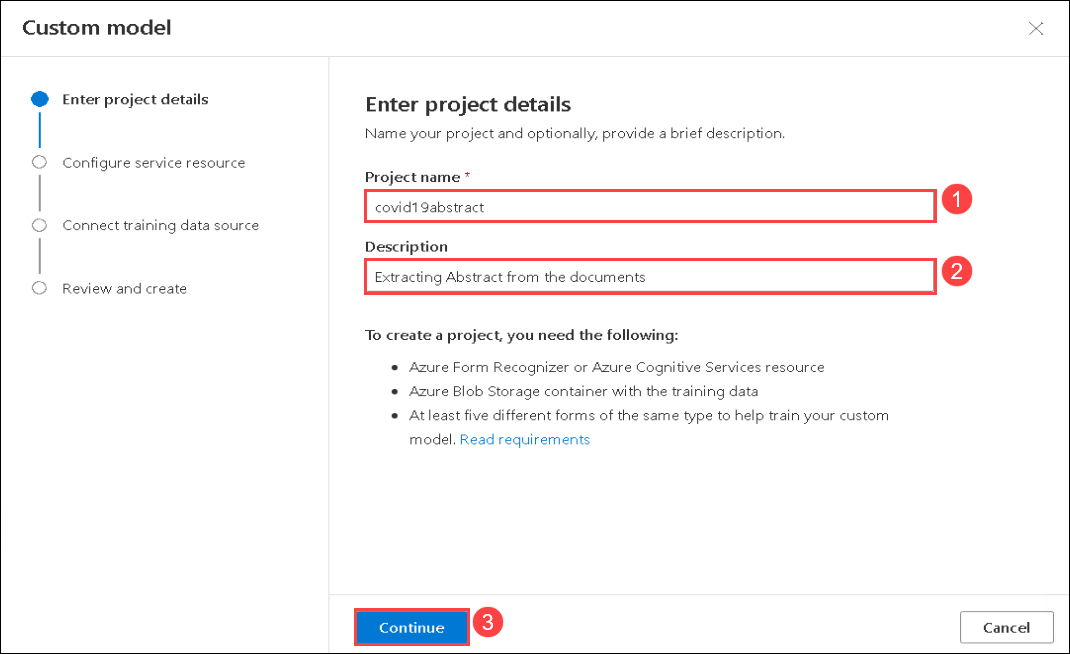 Custom model
Enter project details
Configure service resource
Connect training data source
Review and create
Enter project details
Name your project and optionally, provide a brief description.
Project name *
covid19abstract
1
Description
Extracting Abstract from the documents
2
To create a project, you need the following:
• Azure Form Recognizer or Azure Cognitive Services resource
• Azure Blob Storage container with the training data
• At least five different forms of the same type to help train your custom
model. Read requirements
Continue
3
Cancel